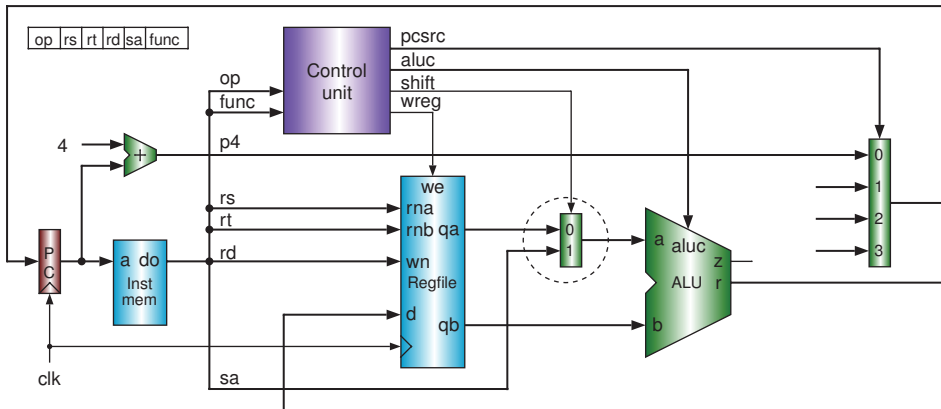 op rs rt rd sa func
Control
unit
op
func
pcsrc
aluc
shift
wreg
4
+
p4
0
1
2
3
we
rs
rt
rd
rna
rnb
wn
d
qa
qb
Regfile
0
1
a
aluc
z
ALU
r
b
P
C
a do
Inst
mem
clk
sa